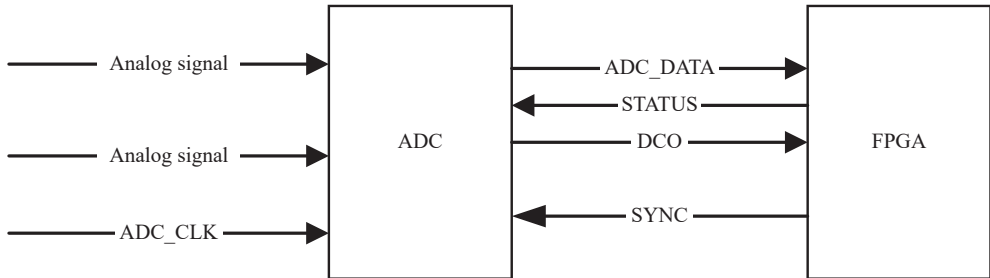 Analog signal
Analog signal
ADC_CLK
ADC
ADC_DATA
STATUS
DCO
SYNC
FPGA